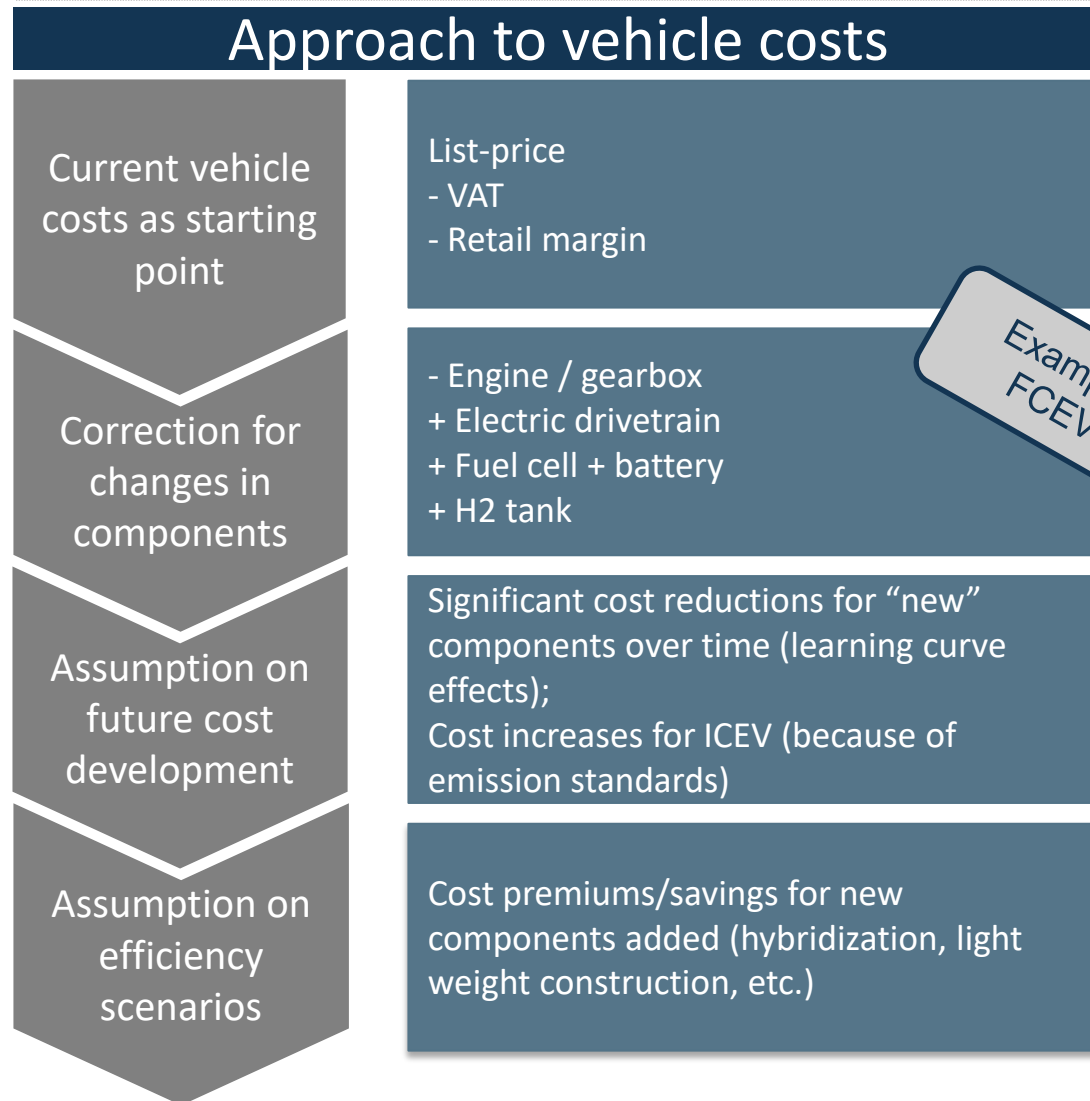 Approach to vehicle costs
Current vehicle
costs as starting
point
List-price
- VAT
- Retail margin
Correction for
changes in
components
- Engine / gearbox
+ Electric drivetrain
+ Fuel cell + battery
+ H2 tank
FCEV
Assumption on
future cost
development
Significant cost reductions for “new”
components over time (learning curve
effects);
Cost increases for ICEV (because of
emission standards)
Assumption on
efficiency
scenarios
Cost premiums/savings for new
components added (hybridization, light
weight construction, etc.)